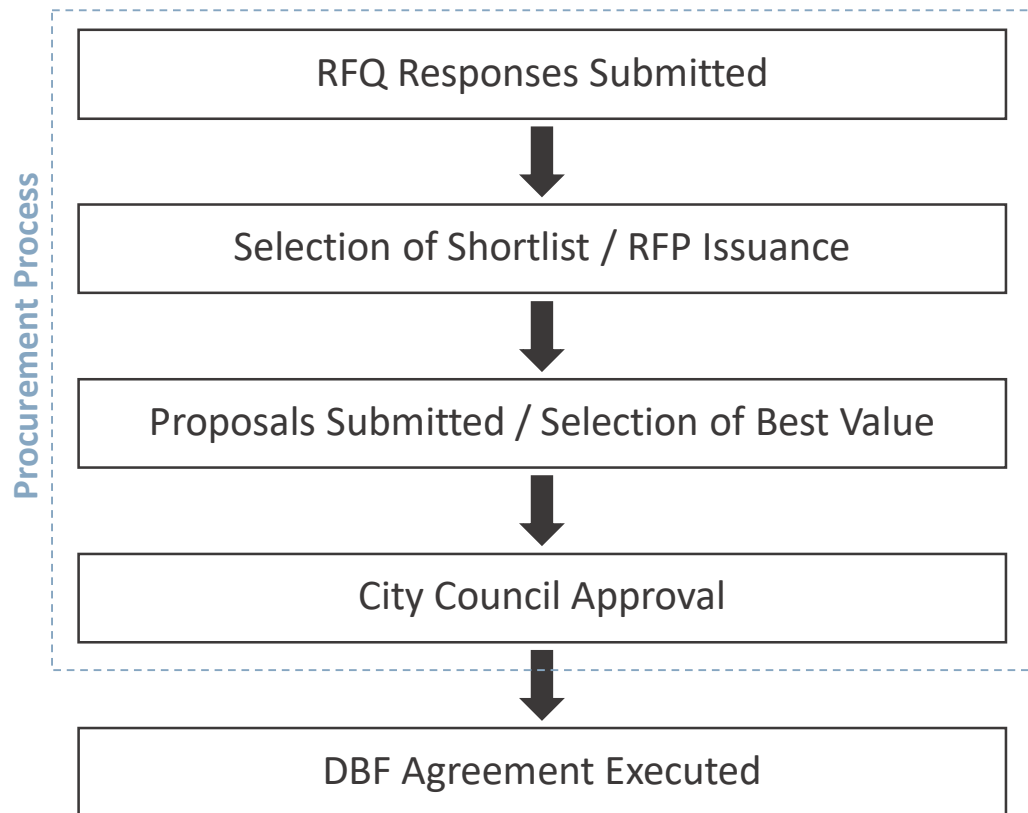 Procurement Process
RFQ Responses Submitted
Selection of Shortlist / RFP Issuance
Proposals Submitted / Selection of Best Value
City Council Approval
DBF Agreement Executed